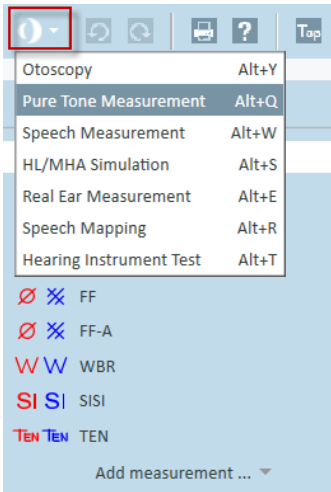 ?
Top
Otoscopy Alt+Y
Pure Tone Measurement Alt+Q
Speech Measurement Alt+W
HL/MHA Simulation Alt+S
Real Ear Measurement Alt+E
Speech Mapping Alt+R
Hearing Instrument Test Alt+T
FF
FF-A
W W WBR
SI SI SISI
TEN TEN TEN
Add measurement ...